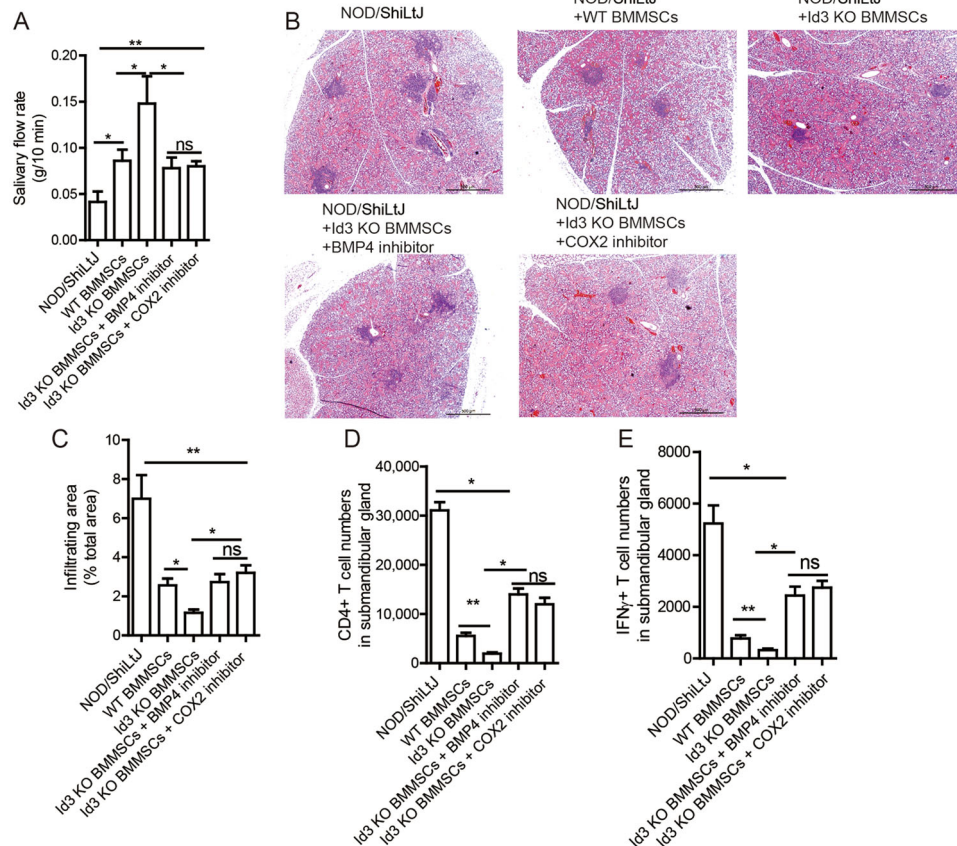 A
Salivary flow rate
(g/10 min)
0.20
0.15
0.10
0.05
0.00
**
*
*
*
ns
NOD/ShiLtJ
WT BMMSCs
Id3 KO BMMSCs
Id3 KO BMMSCs + BMP4 inhibitor
Id3 KO BMMSCs + COX2 inhibitor
B
NOD/ShiLtJ
NOD/ShiLtJ
+WT BMMSCs
NOD/ShiLtJ
+Id3 KO BMMSCs
NOD/ShiLtJ
+Id3 KO BMMSCs
+BMP4 inhibitor
NOD/ShiLtJ
+Id3 KO BMMSCs
+COX2 inhibitor
C
Infiltrating area
(% total area)
10
8
6
4
2
0
**
*
*
ns
NOD/ShiLtJ
WT BMMSCs
Id3 KO BMMSCs
Id3 KO BMMSCs + BMP4 inhibitor
Id3 KO BMMSCs + COX2 inhibitor
D
CD4+ T cell numbers
in submandibular gland
40,000
30,000
20,000
10,000
0
*
**
*
ns
NOD/ShiLtJ
WT BMMSCs
Id3 KO BMMSCs
Id3 KO BMMSCs + BMP4 inhibitor
Id3 KO BMMSCs + COX2 inhibitor
E
IFNγ+ T cell numbers
in submandibular gland
8000
6000
4000
2000
0
*
**
*
ns
NOD/ShiLtJ
WT BMMSCs
Id3 KO BMMSCs
Id3 KO BMMSCs + BMP4 inhibitor
Id3 KO BMMSCs + COX2 inhibitor